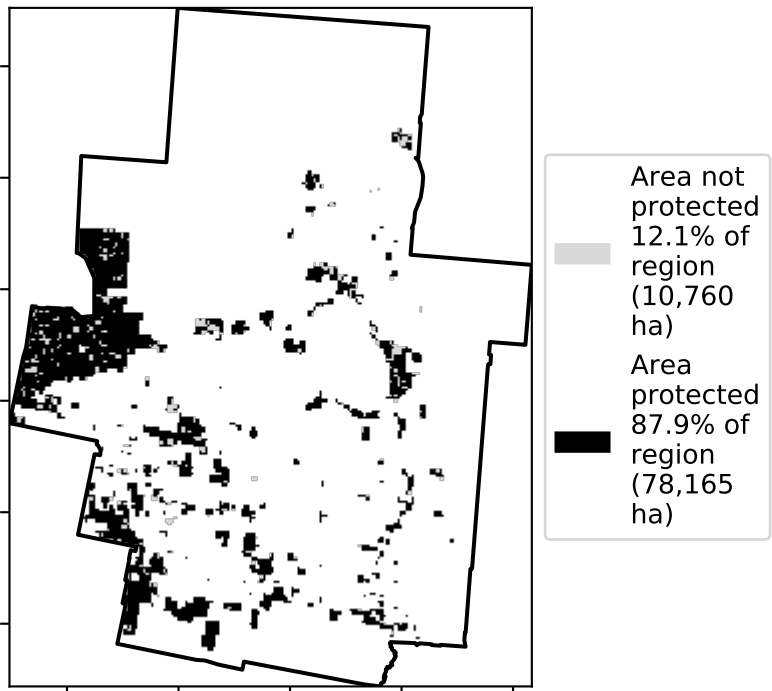 Area not
protected
12.1% of
region
(10,760
ha)
Area
protected
87.9% of
region
(78,165
ha)